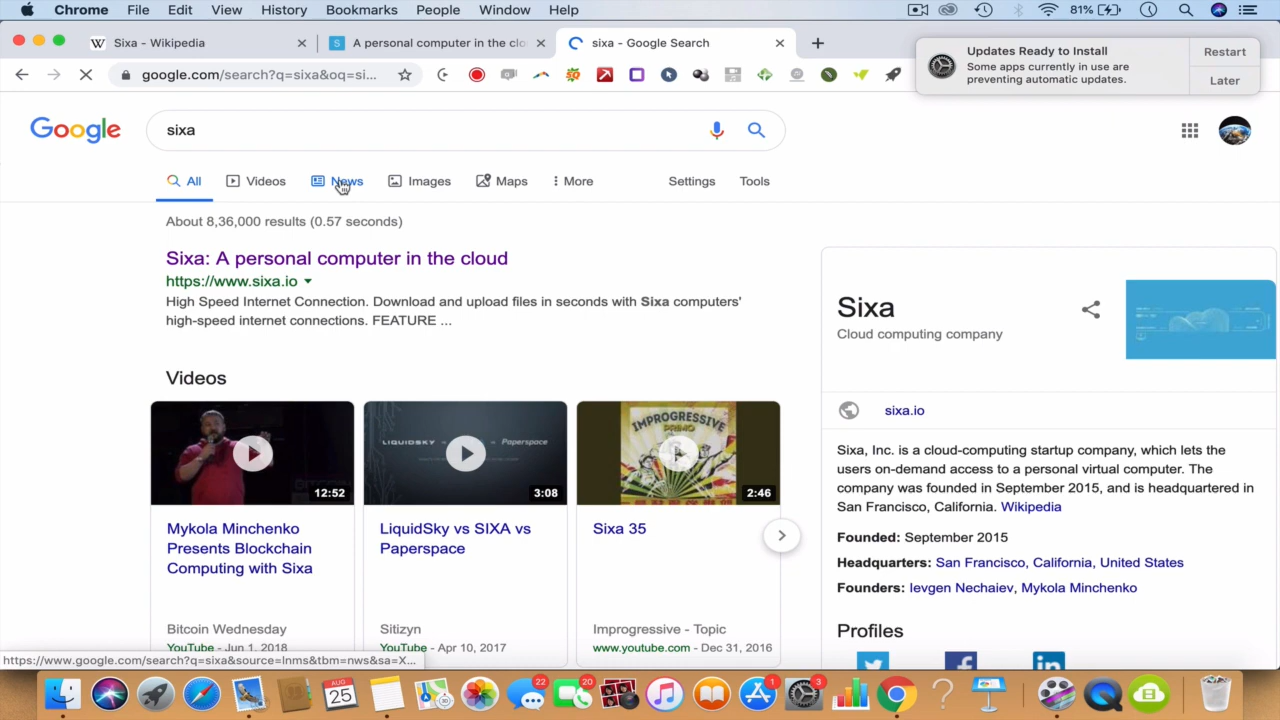 Chrome File Edit View History Bookmarks People Window Help 81%
Sixa - Wikipedia
A personal computer in the clo
sixa - Google Search
Updates Ready to Install
Some apps currently in use are
preventing automatic updates.
Restart
Later
google.com/search?q=sixa&oq=si...
Google
sixa
All Videos News Images Maps More Settings Tools
About 8,36,000 results (0.57 seconds)
Sixa: A personal computer in the cloud
https://www.sixa.io
High Speed Internet Connection. Download and upload files in seconds with Sixa computers'
high-speed internet connections. FEATURE ...
Videos
12:52
Mykola Minchenko
Presents Blockchain
Computing with Sixa
Bitcoin Wednesday
YouTube - Jun 1, 2018
LIQUIDSKY vs SIXA vs Paperspace
3:08
LiquidSky vs SIXA vs
Paperspace
Sitizyn
YouTube - Apr 10, 2017
IMPROGRESSIVE
PRIMO
2:46
Sixa 35
Improgressive - Topic
www.youtube.com - Dec 31, 2016
Sixa
Cloud computing company
sixa.io
Sixa, Inc. is a cloud-computing startup company, which lets the
users on-demand access to a personal virtual computer. The
company was founded in September 2015, and is headquartered in
San Francisco, California. Wikipedia
Founded: September 2015
Headquarters: San Francisco, California, United States
Founders: Ievgen Nechaiev, Mykola Minchenko
Profiles
https://www.google.com/search?q=sixa&source=lnms&tbm=nws&sa=X...
AUG
25
22
20
1
3